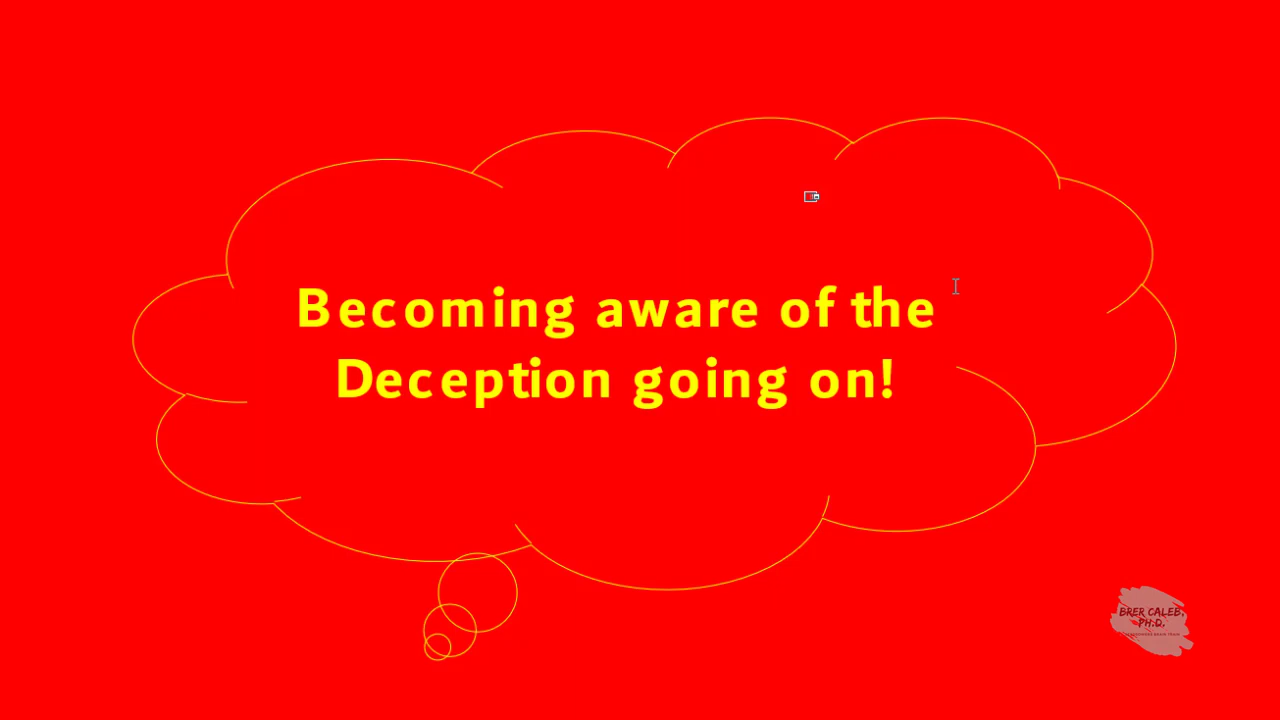 Becoming aware of the
Deception going on!
BRER CALEB,
PH.D.